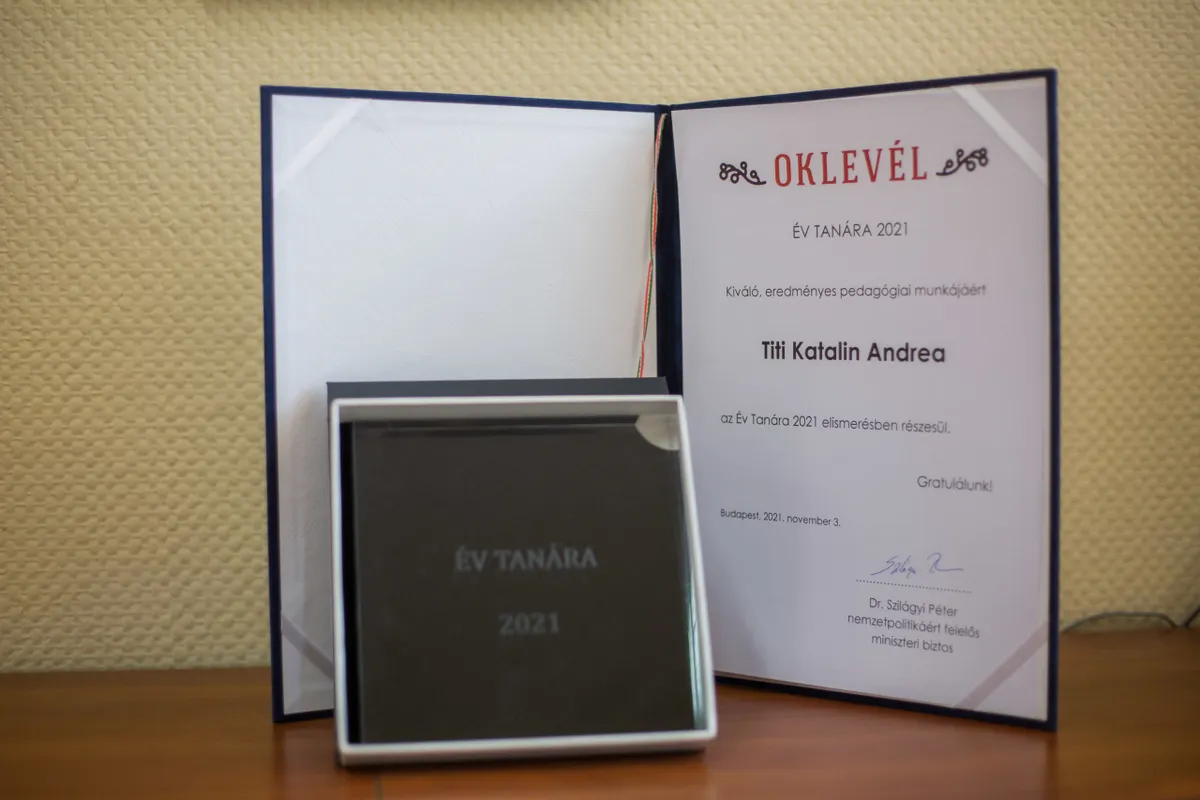 OKLEVÉL
ÉV TANÁRA 2021
Kiváló, eredményes pedagógiai munkájáért
Titi Katalin Andrea
az Év Tanára 2021 elismerésben részesül.
Gratulálunk!
Budapest, 2021. november 3.
Dr. Szilágyi Péter
nemzetpolitikáért felelős
miniszteri biztos
ÉV TANÁRA
2021